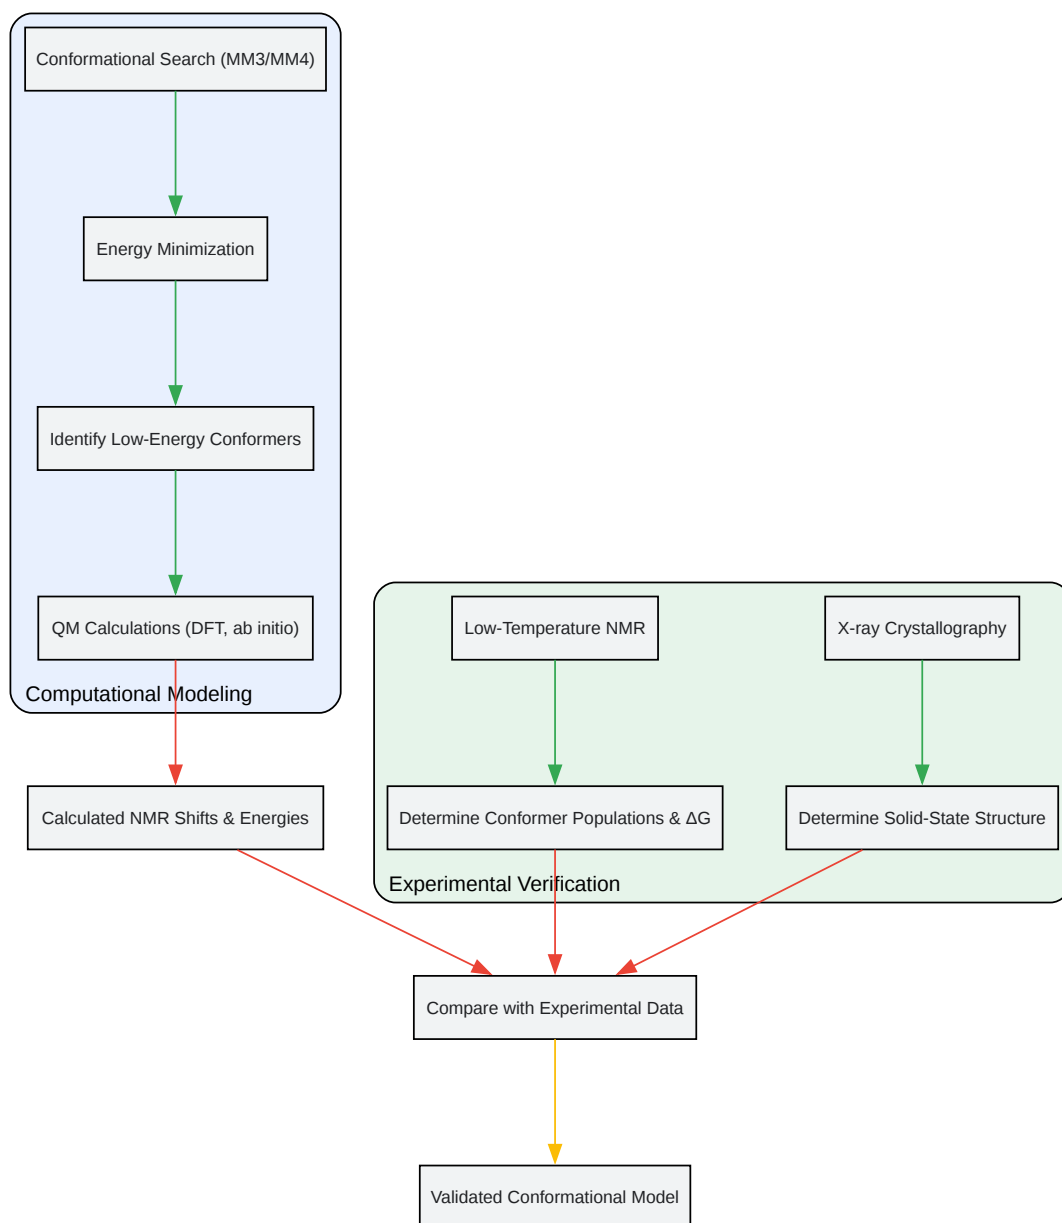 Conformational Search (MM3/MM4)
Energy Minimization
Identify Low-Energy Conformers
QM Calculations (DFT, ab initio)
Computational Modeling
Low-Temperature NMR
X-ray Crystallography
Calculated NMR Shifts & Energies
Determine Conformer Populations & ΔG
Determine Solid-State Structure
Experimental Verification
Compare with Experimental Data
Validated Conformational Model